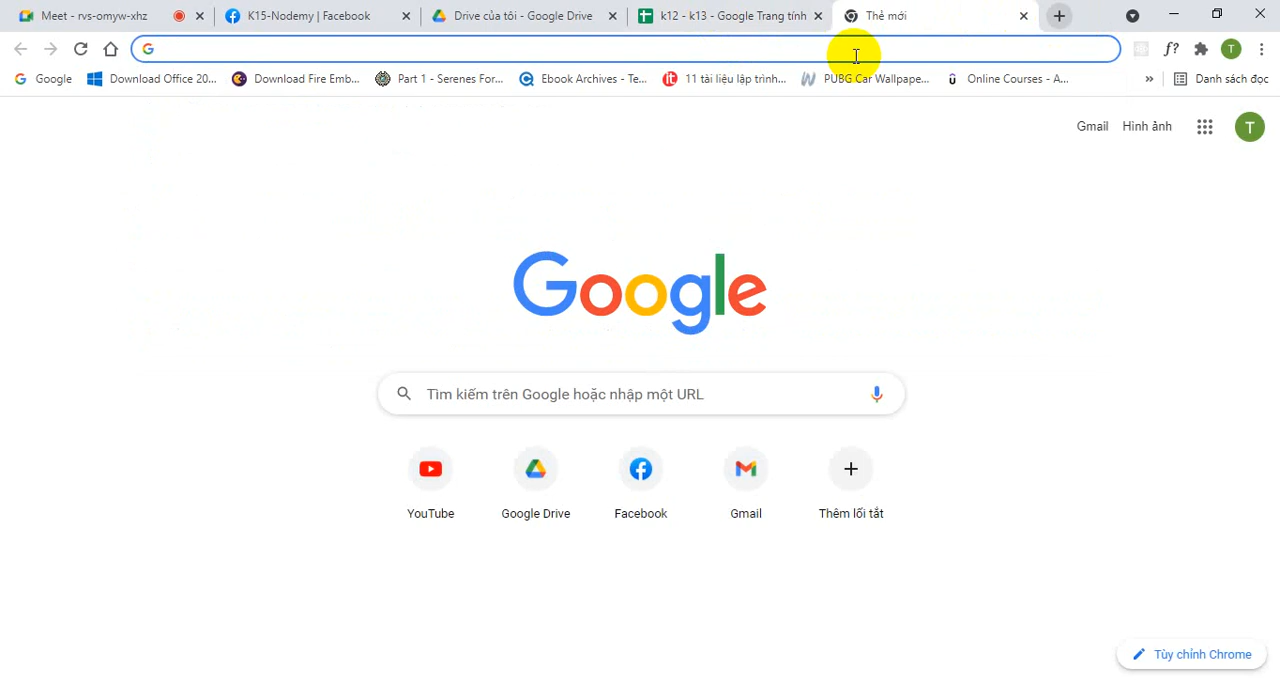 Meet - rvs-omyw-xhz
K15-Nodemy | Facebook
Drive của tôi - Google Drive
k12 - k13 - Google Trang tính
Thẻ mới
f?
T
Google
Download Office 20...
Download Fire Emb...
Part 1 - Serenes For...
Ebook Archives - Te...
11 tài liệu lập trình...
PUBG Car Wallpape...
Online Courses - A...
»
Danh sách đọc
Gmail
Hình ảnh
T
Google
Tìm kiếm trên Google hoặc nhập một URL
YouTube
Google Drive
Facebook
Gmail
Thêm lối tắt
Tùy chỉnh Chrome